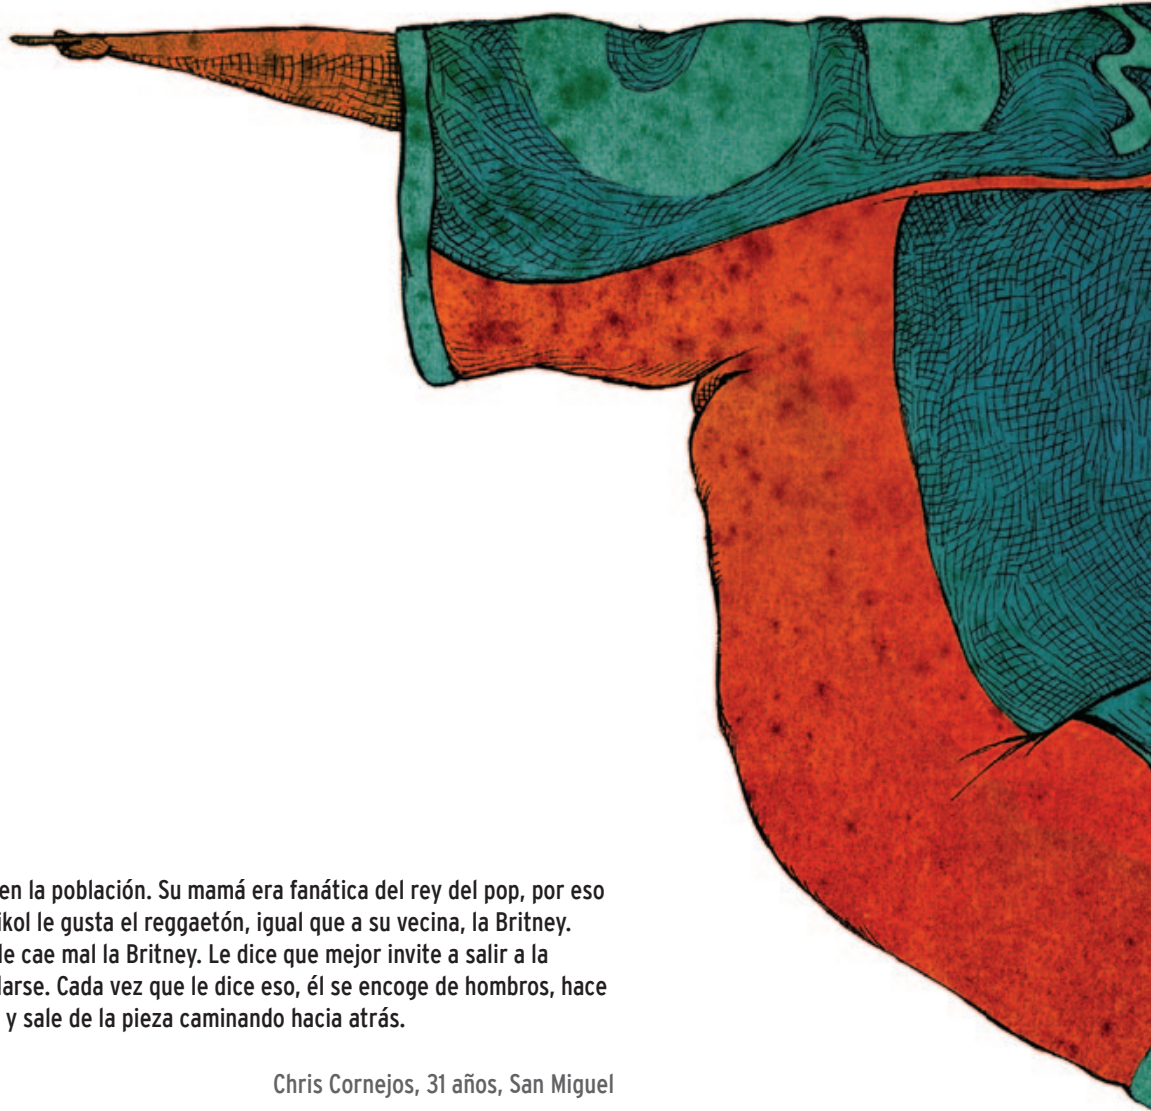 en la población. Su mamá era fanática del rey del pop, por eso
ikol le gusta el reggaetón, igual que a su vecina, la Britney.
le cae mal la Britney. Le dice que mejor invite a salir a la
larse. Cada vez que le dice eso, él se encoge de hombros, hace
y sale de la pieza caminando hacia atrás.
Chris Cornejos, 31 años, San Miguel